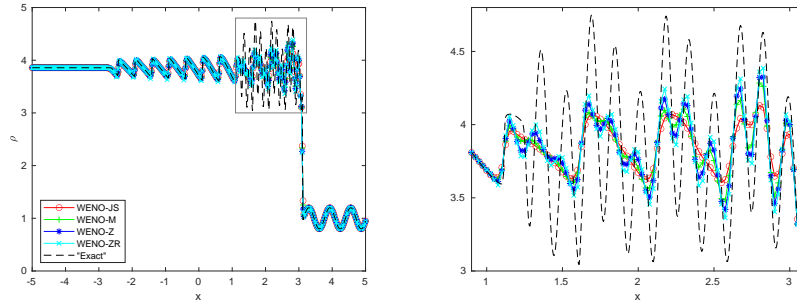 5
4
3
2
1
0
ρ
WENO-JS
WENO-M
WENO-Z
WENO-ZR
"Exact"
-5 -4 -3 -2 -1 0 1 2 3 4 5
x
4.5
4
3.5
3
1 1.5 2 2.5 3
x